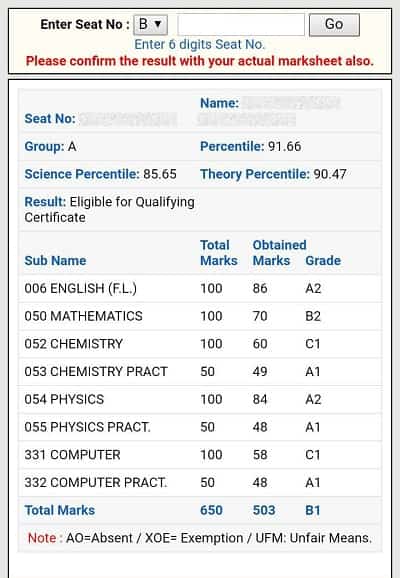 Enter Seat No : B Go
Enter 6 digits Seat No.
Please confirm the result with your actual marksheet also.
Name:
Seat No:
Group: A Percentile: 91.66
Science Percentile: 85.65 Theory Percentile: 90.47
Result: Eligible for Qualifying
Certificate
Total Obtained
Sub Name Marks Marks Grade
006 ENGLISH (F.L.) 100 86 A2
050 MATHEMATICS 100 70 B2
052 CHEMISTRY 100 60 C1
053 CHEMISTRY PRACT 50 49 A1
054 PHYSICS 100 84 A2
055 PHYSICS PRACT. 50 48 A1
331 COMPUTER 100 58 C1
332 COMPUTER PRACT. 50 48 A1
Total Marks 650 503 B1
Note : AO=Absent / XOE= Exemption / UFM: Unfair Means.